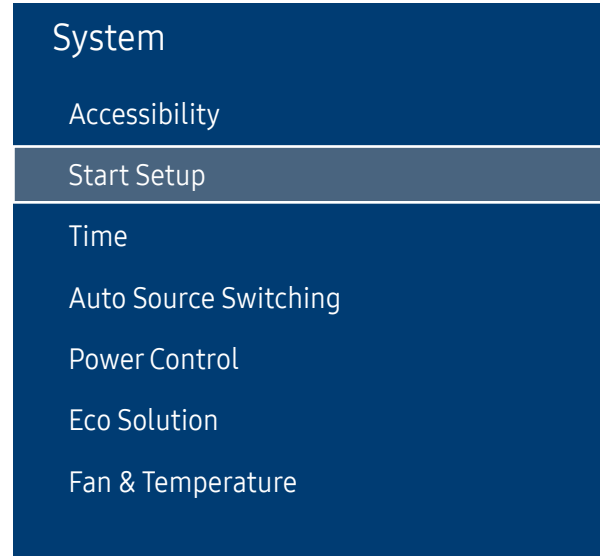 System
Accessibility
Start Setup
Time
Auto Source Switching
Power Control
Eco Solution
Fan & Temperature